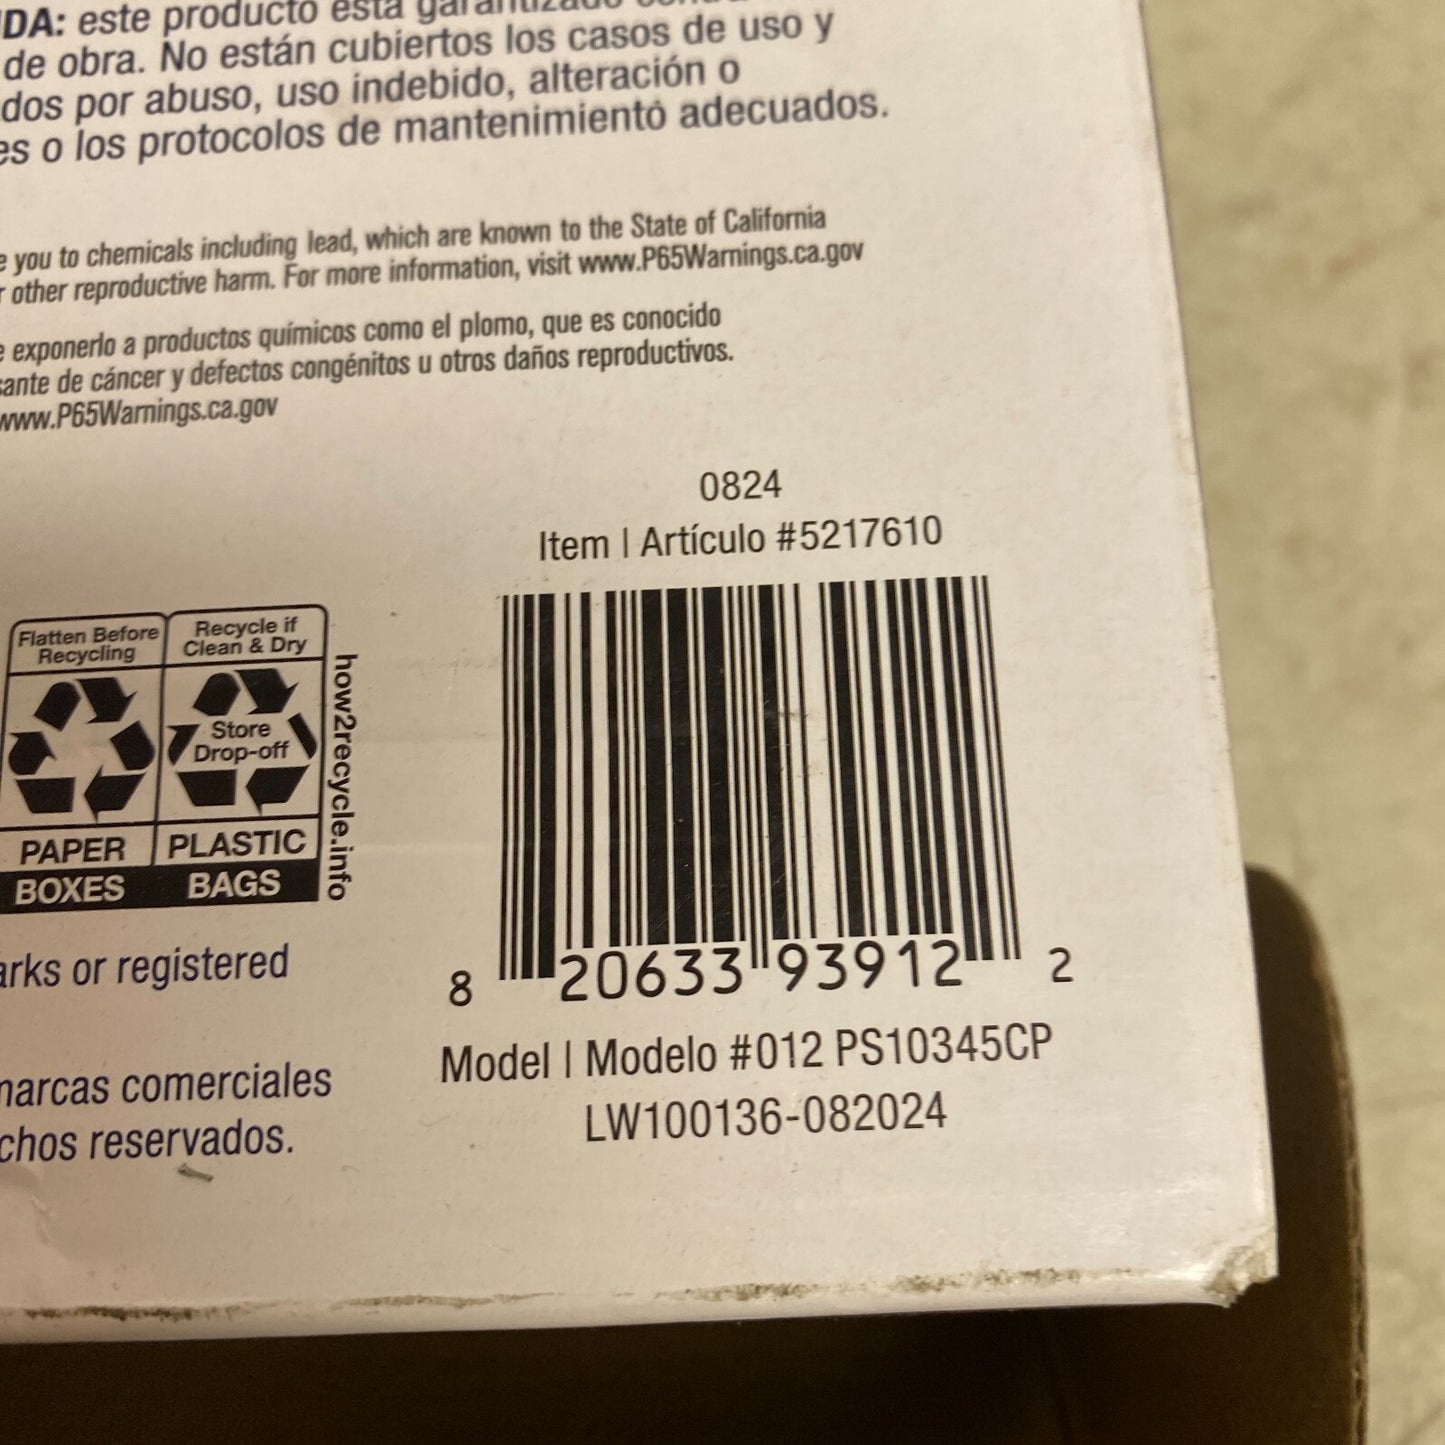 DA: este producto está garantizado
de obra. No están cubiertos los casos de uso y
dos por abuso, uso indebido, alteración o
es o los protocolos de mantenimiento adecuados.
e you to chemicals including lead, which are known to the State of California
r other reproductive harm. For more information, visit www.P65Warnings.ca.gov
e exponerlo a productos químicos como el plomo, que es conocido
sante de cáncer y defectos congénitos u otros daños reproductivos.
www.P65Warnings.ca.gov
0824
Item | Artículo #5217610
Flatten Before
Recycling
Recycle if
Clean & Dry
Store
Drop-off
PAPER
BOXES
PLASTIC
BAGS
how2recycle.info
8 20633 93912 2
arks or registered
Model | Modelo #012 PS10345CP
marcas comerciales
LW100136-082024
chos reservados.